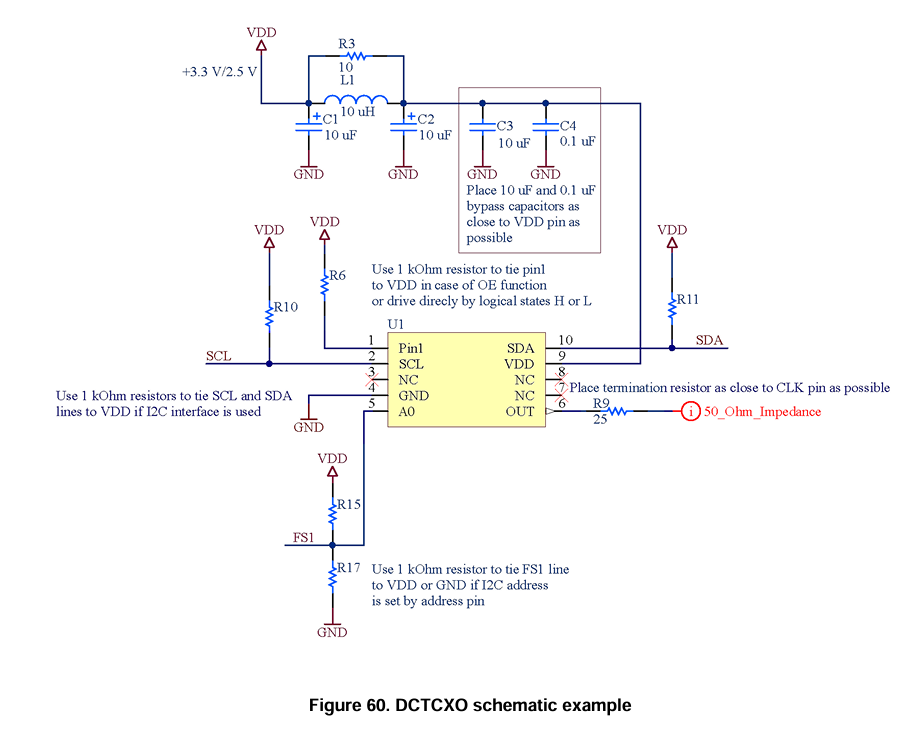 VDD
+3.3 V/2.5 V
R3
10
L1
10 uH
C1
10 uF
C2
10 uF
C3
10 uF
C4
0.1 uF
GND
GND
GND
GND
Place 10 uF and 0.1 uF
bypass capacitors as
close to VDD pin as
possible
VDD
VDD
VDD
R6
R10
R11
Use 1 kOhm resistor to tie pin1
to VDD in case of OE function
or drive direcly by logical states H or L
U1
1 Pin1
2 SCL
3 NC
4 GND
5 A0
SDA 10
VDD 9
NC 8
NC 7
OUT 6
SCL
SDA
Use 1 kOhm resistors to tie SCL and SDA
lines to VDD if I2C interface is used
GND
Place termination resistor as close to CLK pin as possible
R9
25
i 50_Ohm_Impedance
VDD
R15
FS1
R17
GND
Use 1 kOhm resistor to tie FS1 line
to VDD or GND if I2C address
is set by address pin
Figure 60. DCTCXO schematic example